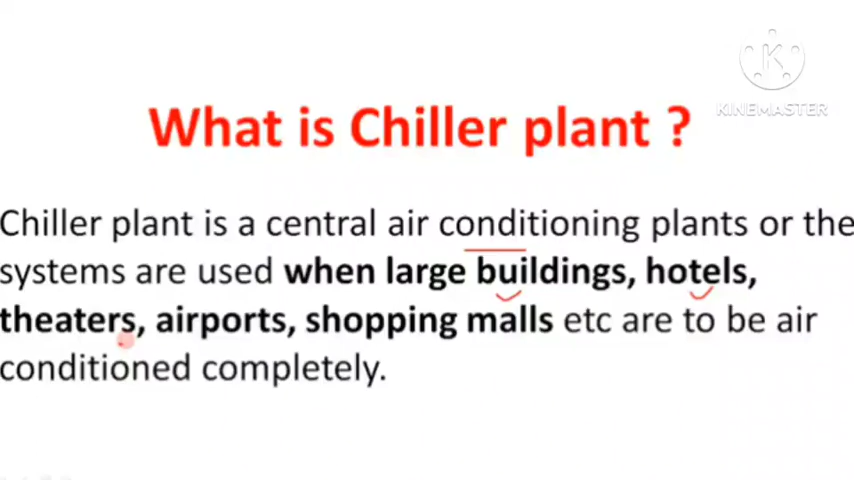 KINEMASTER
What is Chiller plant ?
Chiller plant is a central air conditioning plants or the
systems are used when large buildings, hotels,
theaters, airports, shopping malls etc are to be air
conditioned completely.